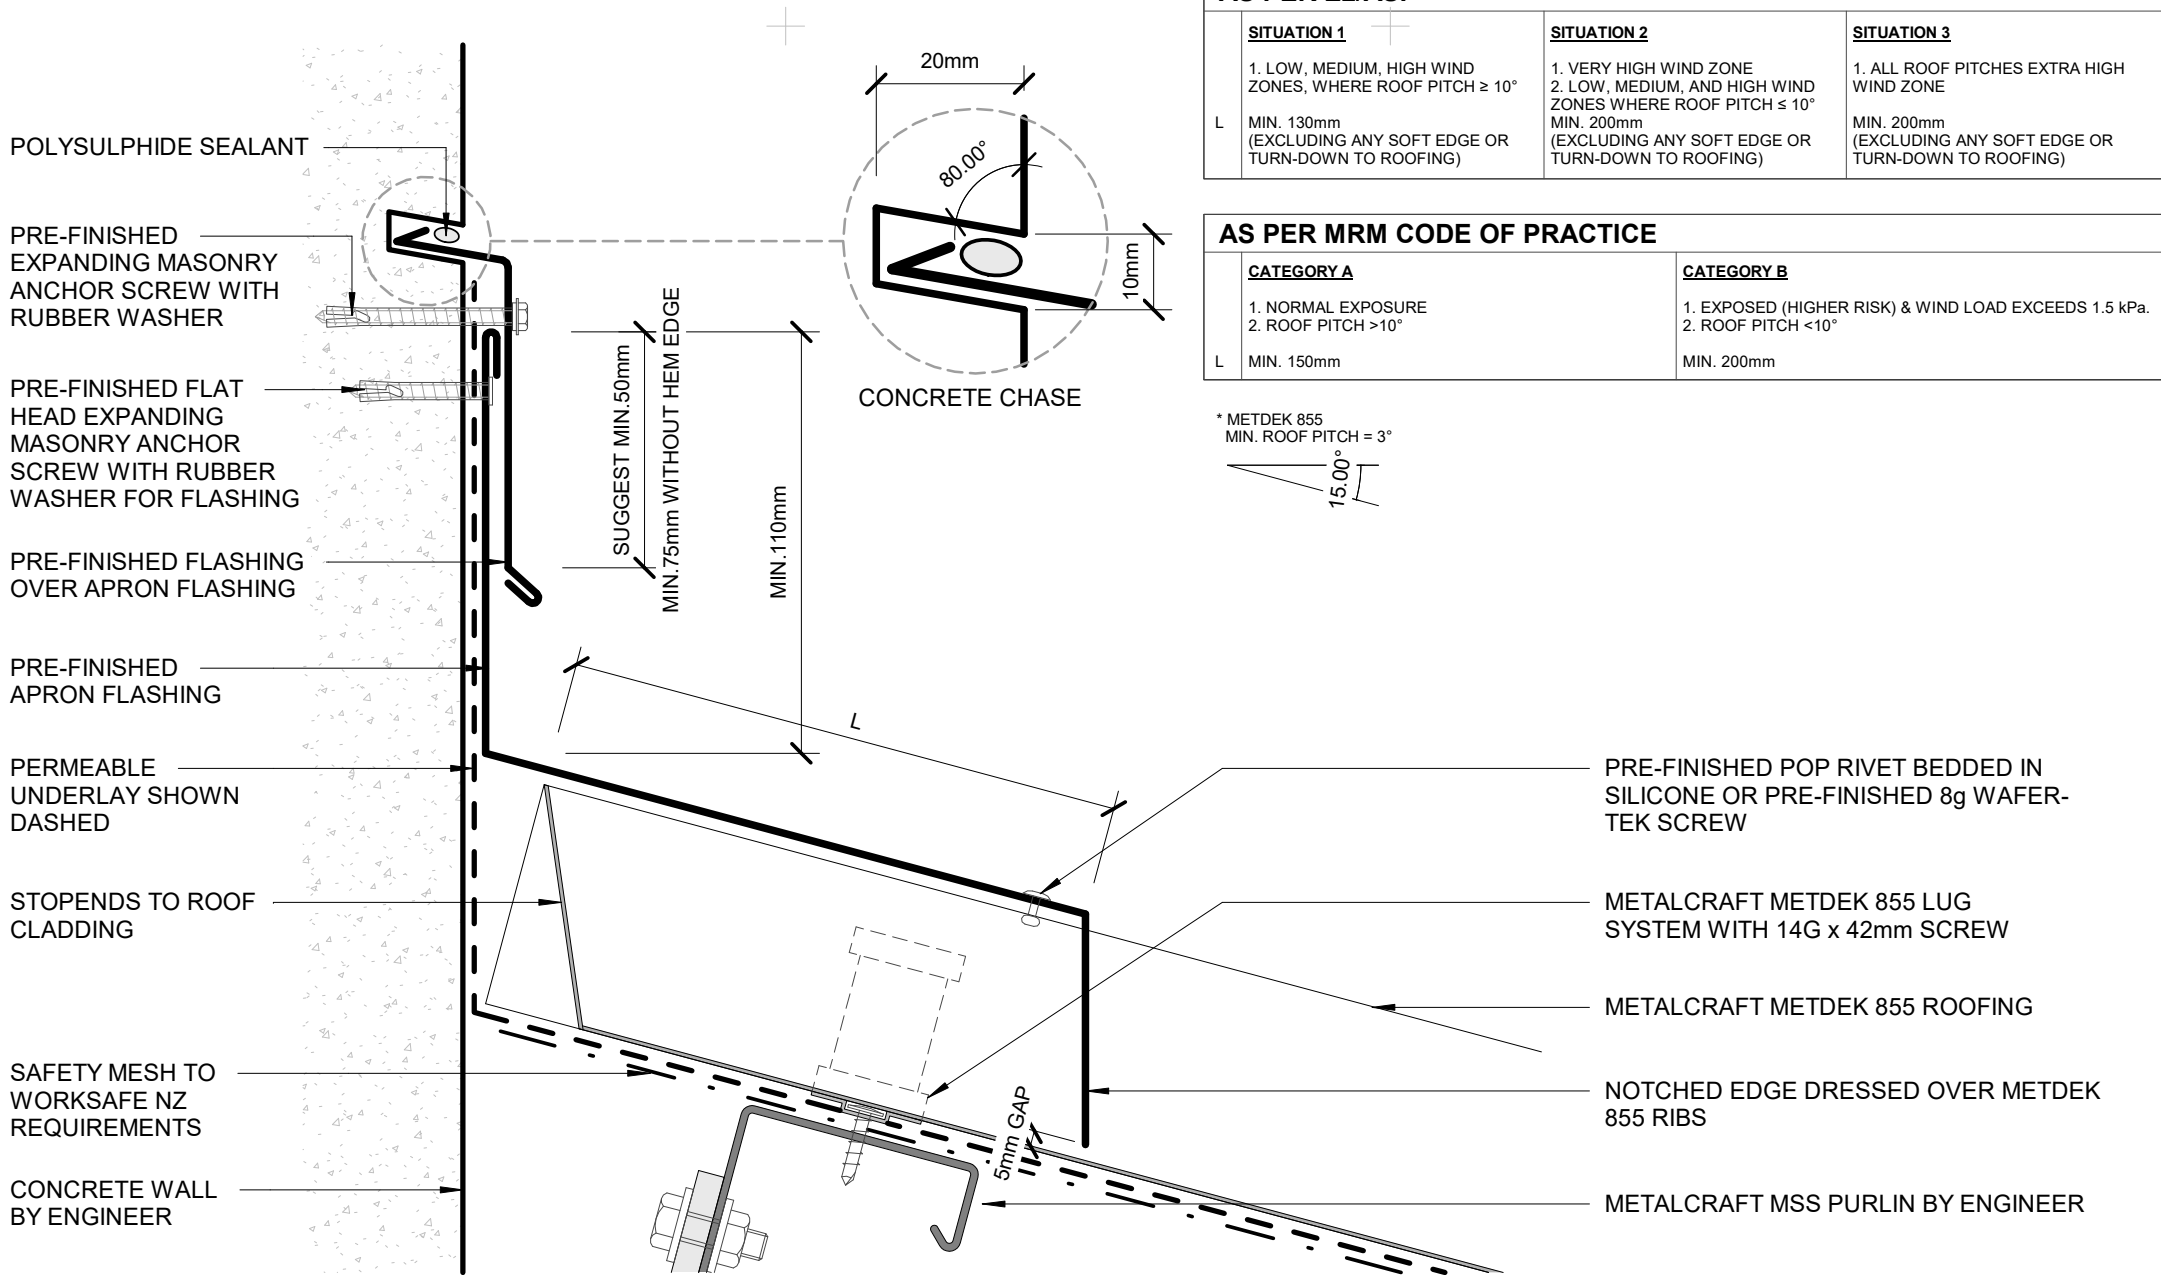 POLYSULPHIDE SEALANT
PRE-FINISHED
EXPANDING MASONRY
ANCHOR SCREW WITH
RUBBER WASHER
PRE-FINISHED FLAT
HEAD EXPANDING
MASONRY ANCHOR
SCREW WITH RUBBER
WASHER FOR FLASHING
PRE-FINISHED FLASHING
OVER APRON FLASHING
PRE-FINISHED
APRON FLASHING
PERMEABLE
UNDERLAY SHOWN
DASHED
STOPENDS TO ROOF
CLADDING
SAFETY MESH TO
WORKSAFE NZ
REQUIREMENTS
CONCRETE WALL
BY ENGINEER
SUGGEST MIN.50mm
MIN.75mm WITHOUT HEM EDGE
MIN.110mm
L
5mm GAP
20mm
80.00°
10mm
CONCRETE CHASE
SITUATION 1
1. LOW, MEDIUM, HIGH WIND
ZONES, WHERE ROOF PITCH ≥ 10°
L
MIN. 130mm
(EXCLUDING ANY SOFT EDGE OR
TURN-DOWN TO ROOFING)
SITUATION 2
1. VERY HIGH WIND ZONE
2. LOW, MEDIUM, AND HIGH WIND
ZONES WHERE ROOF PITCH ≤ 10°
MIN. 200mm
(EXCLUDING ANY SOFT EDGE OR
TURN-DOWN TO ROOFING)
SITUATION 3
1. ALL ROOF PITCHES EXTRA HIGH
WIND ZONE
MIN. 200mm
(EXCLUDING ANY SOFT EDGE OR
TURN-DOWN TO ROOFING)
AS PER MRM CODE OF PRACTICE
CATEGORY A
1. NORMAL EXPOSURE
2. ROOF PITCH >10°
L
MIN. 150mm
CATEGORY B
1. EXPOSED (HIGHER RISK) & WIND LOAD EXCEEDS 1.5 kPa.
2. ROOF PITCH <10°
MIN. 200mm
* METDEK 855
MIN. ROOF PITCH = 3°
15.00°
PRE-FINISHED POP RIVET BEDDED IN
SILICONE OR PRE-FINISHED 8g WAFER-
TEK SCREW
METALCRAFT METDEK 855 LUG
SYSTEM WITH 14G x 42mm SCREW
METALCRAFT METDEK 855 ROOFING
NOTCHED EDGE DRESSED OVER METDEK
855 RIBS
METALCRAFT MSS PURLIN BY ENGINEER